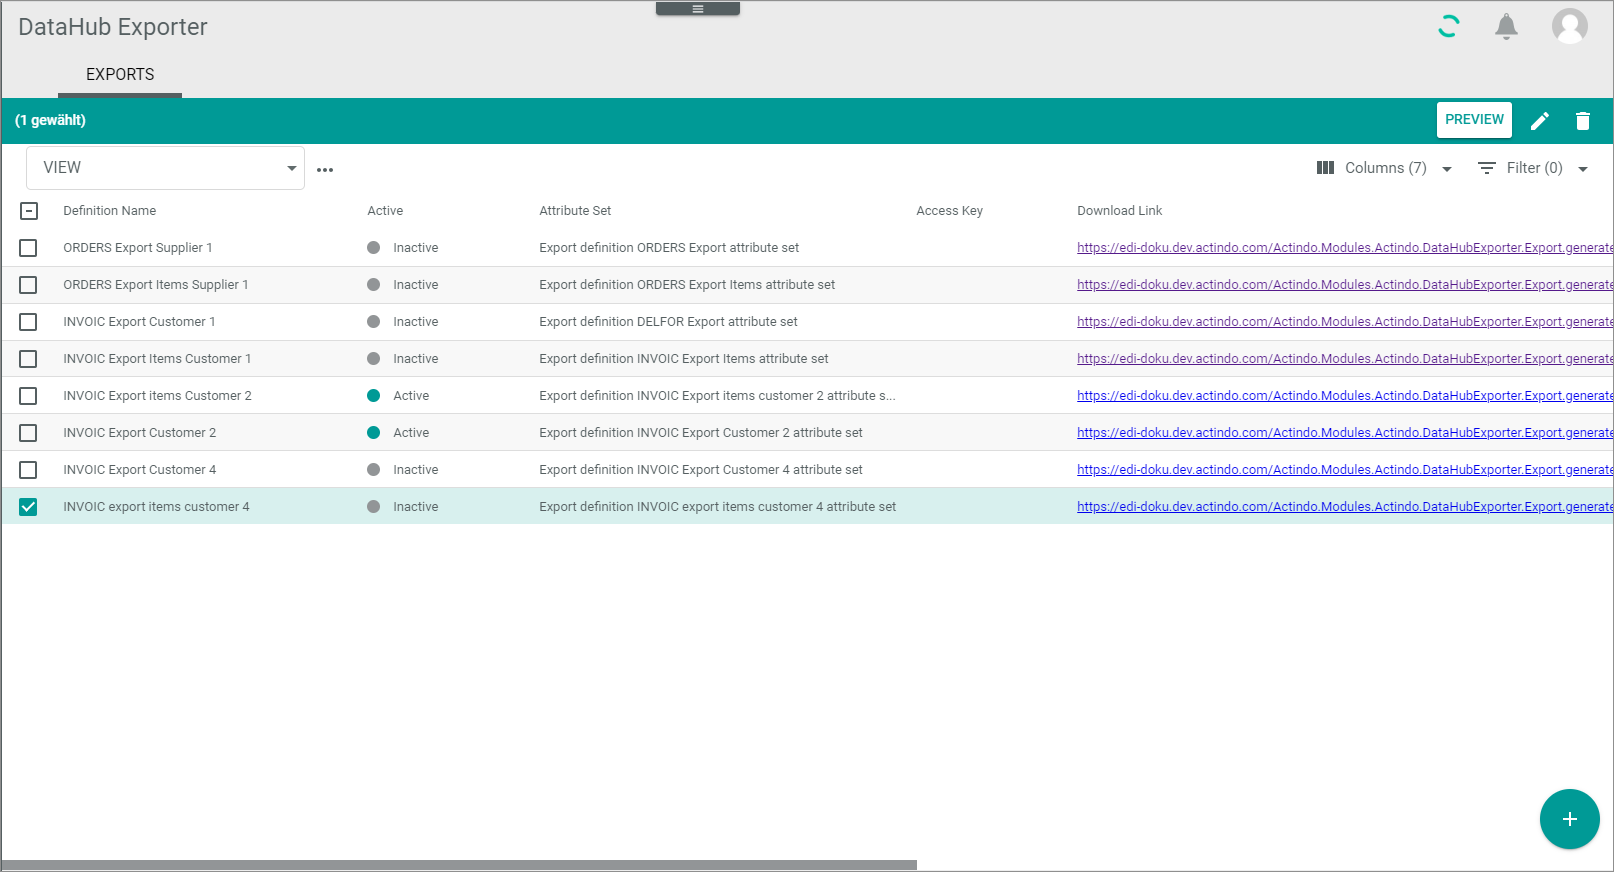 DataHub Exporter
EXPORTS
(1 gewählt)
PREVIEW
VIEW
Columns (7)
Filter (0)
Definition Name Active Attribute Set Access Key Download Link
ORDERS Export Supplier 1 Inactive Export definition ORDERS Export attribute set https://edi-doku.dev.actindo.com/Actindo.Modules.Actindo.DataHubExporter.Export.generate
ORDERS Export Items Supplier 1 Inactive Export definition ORDERS Export Items attribute set https://edi-doku.dev.actindo.com/Actindo.Modules.Actindo.DataHubExporter.Export.generate
INVOIC Export Customer 1 Inactive Export definition DELFOR Export attribute set https://edi-doku.dev.actindo.com/Actindo.Modules.Actindo.DataHubExporter.Export.generate
INVOIC Export Items Customer 1 Inactive Export definition INVOIC Export Items attribute set https://edi-doku.dev.actindo.com/Actindo.Modules.Actindo.DataHubExporter.Export.generate
INVOIC Export items Customer 2 Active Export definition INVOIC Export items customer 2 attribute s... https://edi-doku.dev.actindo.com/Actindo.Modules.Actindo.DataHubExporter.Export.generate
INVOIC Export Customer 2 Active Export definition INVOIC Export Customer 2 attribute set https://edi-doku.dev.actindo.com/Actindo.Modules.Actindo.DataHubExporter.Export.generate
INVOIC Export Customer 4 Inactive Export definition INVOIC Export Customer 4 attribute set https://edi-doku.dev.actindo.com/Actindo.Modules.Actindo.DataHubExporter.Export.generate
INVOIC export items customer 4 Inactive Export definition INVOIC export items customer 4 attribute set https://edi-doku.dev.actindo.com/Actindo.Modules.Actindo.DataHubExporter.Export.generate